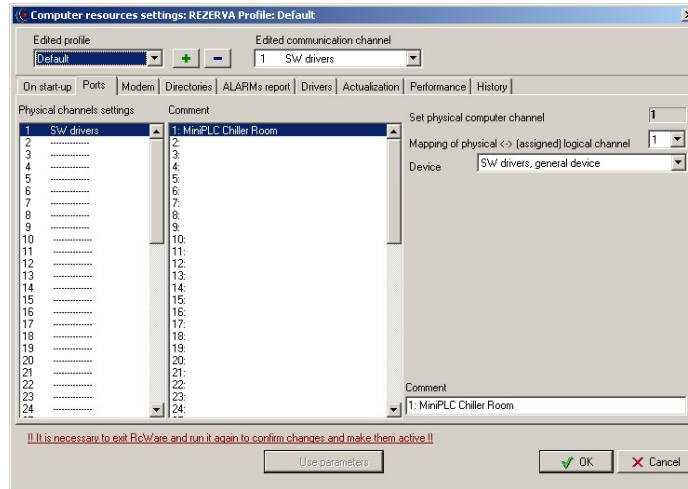 Computer resources settings: REZERVA Profile: Default
Edited profile
Edited communication channel
Default
1 SW drivers
On start-up Ports Modem Directories ALARMs report Drivers Actualization Performance History
Physical channels settings
Comment
1 SW drivers
2 -------------
3 -------------
4 -------------
5 -------------
6 -------------
7 -------------
8 -------------
9 -------------
10 -------------
11 -------------
12 -------------
13 -------------
14 -------------
15 -------------
16 -------------
17 -------------
18 -------------
19 -------------
20 -------------
21 -------------
22 -------------
23 -------------
24 -------------
1: MiniPLC Chiller Room
2:
3:
4:
5:
6:
7:
8:
9:
10:
11:
12:
13:
14:
15:
16:
17:
18:
19:
20:
21:
22:
23:
24:
Set physical computer channel 1
Mapping of physical <-> (assigned) logical channel 1
Device SW drivers, general device
Comment
1: MiniPLC Chiller Room
!! It is necessary to exit RcWare and run it again to confirm changes and make them active !!
Use parameters
OK
Cancel